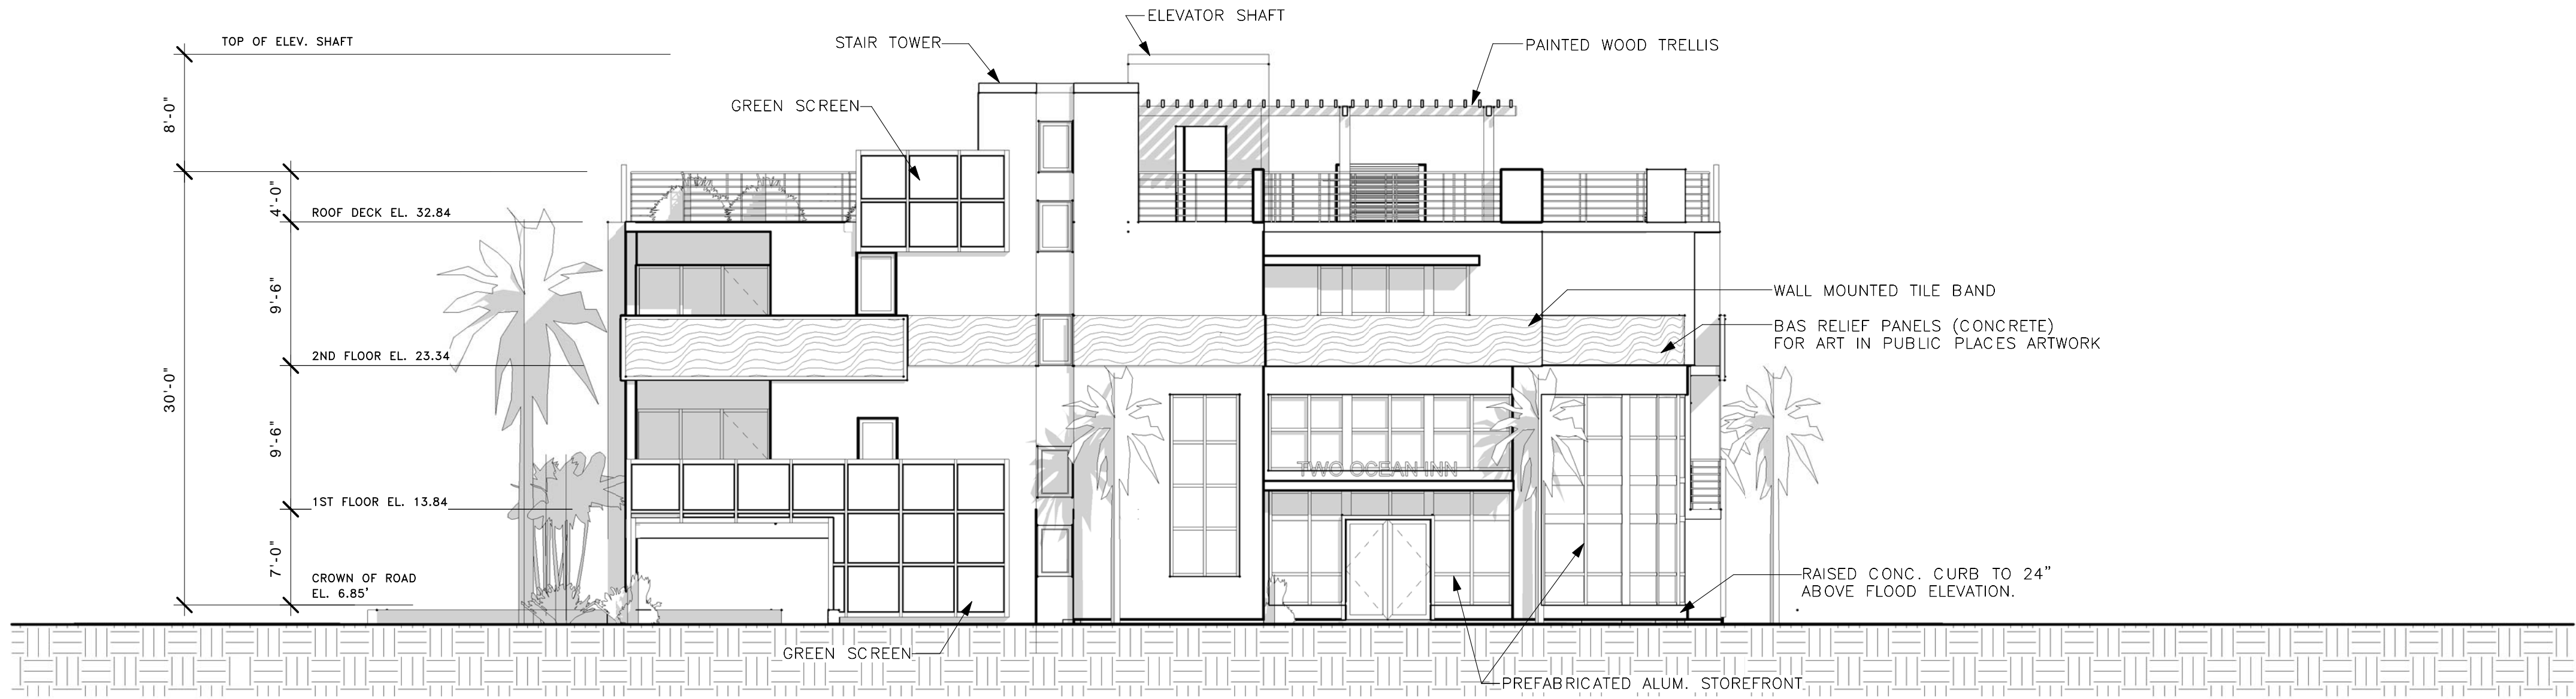 ELEVATOR SHAFT
TOP OF ELEV. SHAFT
STAIR TOWER
PAINTED WOOD TRELLIS
GREEN SCREEN
8'-0"
4'-0"
ROOF DECK EL. 32.84
9'-6"
WALL MOUNTED TILE BAND
BAS RELIEF PANELS (CONCRETE)
FOR ART IN PUBLIC PLACES ARTWORK
2ND FLOOR EL. 23.34
30'-0"
9'-6"
TWO OCEAN INN
1ST FLOOR EL. 13.84
7'-0"
CROWN OF ROAD
EL. 6.85'
RAISED CONC. CURB TO 24"
ABOVE FLOOD ELEVATION.
GREEN SCREEN
PREFABRICATED ALUM. STOREFRONT